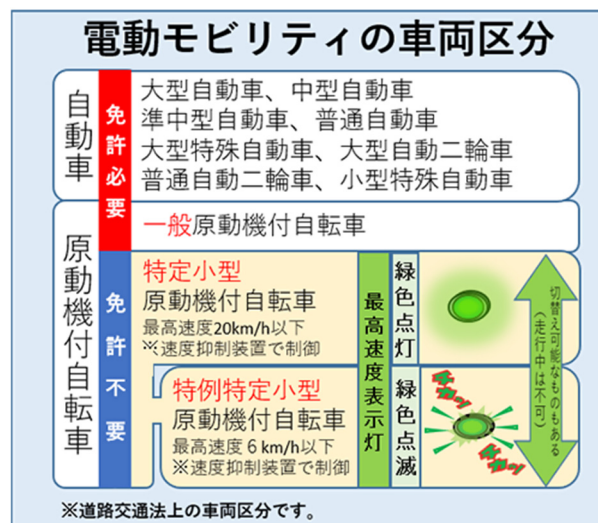 電動モビリティの車両区分
自動車
免許必要
大型自動車、中型自動車
準中型自動車、普通自動車
大型特殊自動車、大型自動二輪車
普通自動二輪車、小型特殊自動車
原動機付自転車
一般原動機付自転車
免許不要
特定小型
原動機付自転車
最高速度20km/h以下
※速度抑制装置で制御
特例特定小型
原動機付自転車
最高速度6km/h以下
※速度抑制装置で制御
最高速度表示灯
緑色点灯
緑色点滅
チカッ
チカッ
切替え可能なものもある
（走行中は不可）
※道路交通法上の車両区分です。